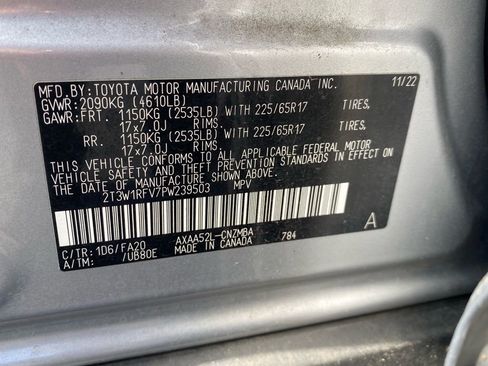 MFD. BY: TOYOTA MOTOR MANUFACTURING CANADA INC. 11/22
GVWR: 2090KG (4610LB)
GAWR: FRT. 1150KG (2535LB) WITH 225/65R17 TIRES,
17x7.0J RIMS.
RR. 1150KG (2535LB) WITH 225/65R17 TIRES,
17x7.0J RIMS.
THIS VEHICLE CONFORMS TO ALL APPLICABLE FEDERAL MOTOR
VEHICLE SAFETY AND THEFT PREVENTION STANDARDS IN EFFECT
ON THE DATE OF MANUFACTURE SHOWN ABOVE.
2T3W1RFV7PW239503 MPV
A
C/TR: 1D6/FA20 AXAA52L-CNZMBA 784
A/TM: /UB80E MADE IN CANADA